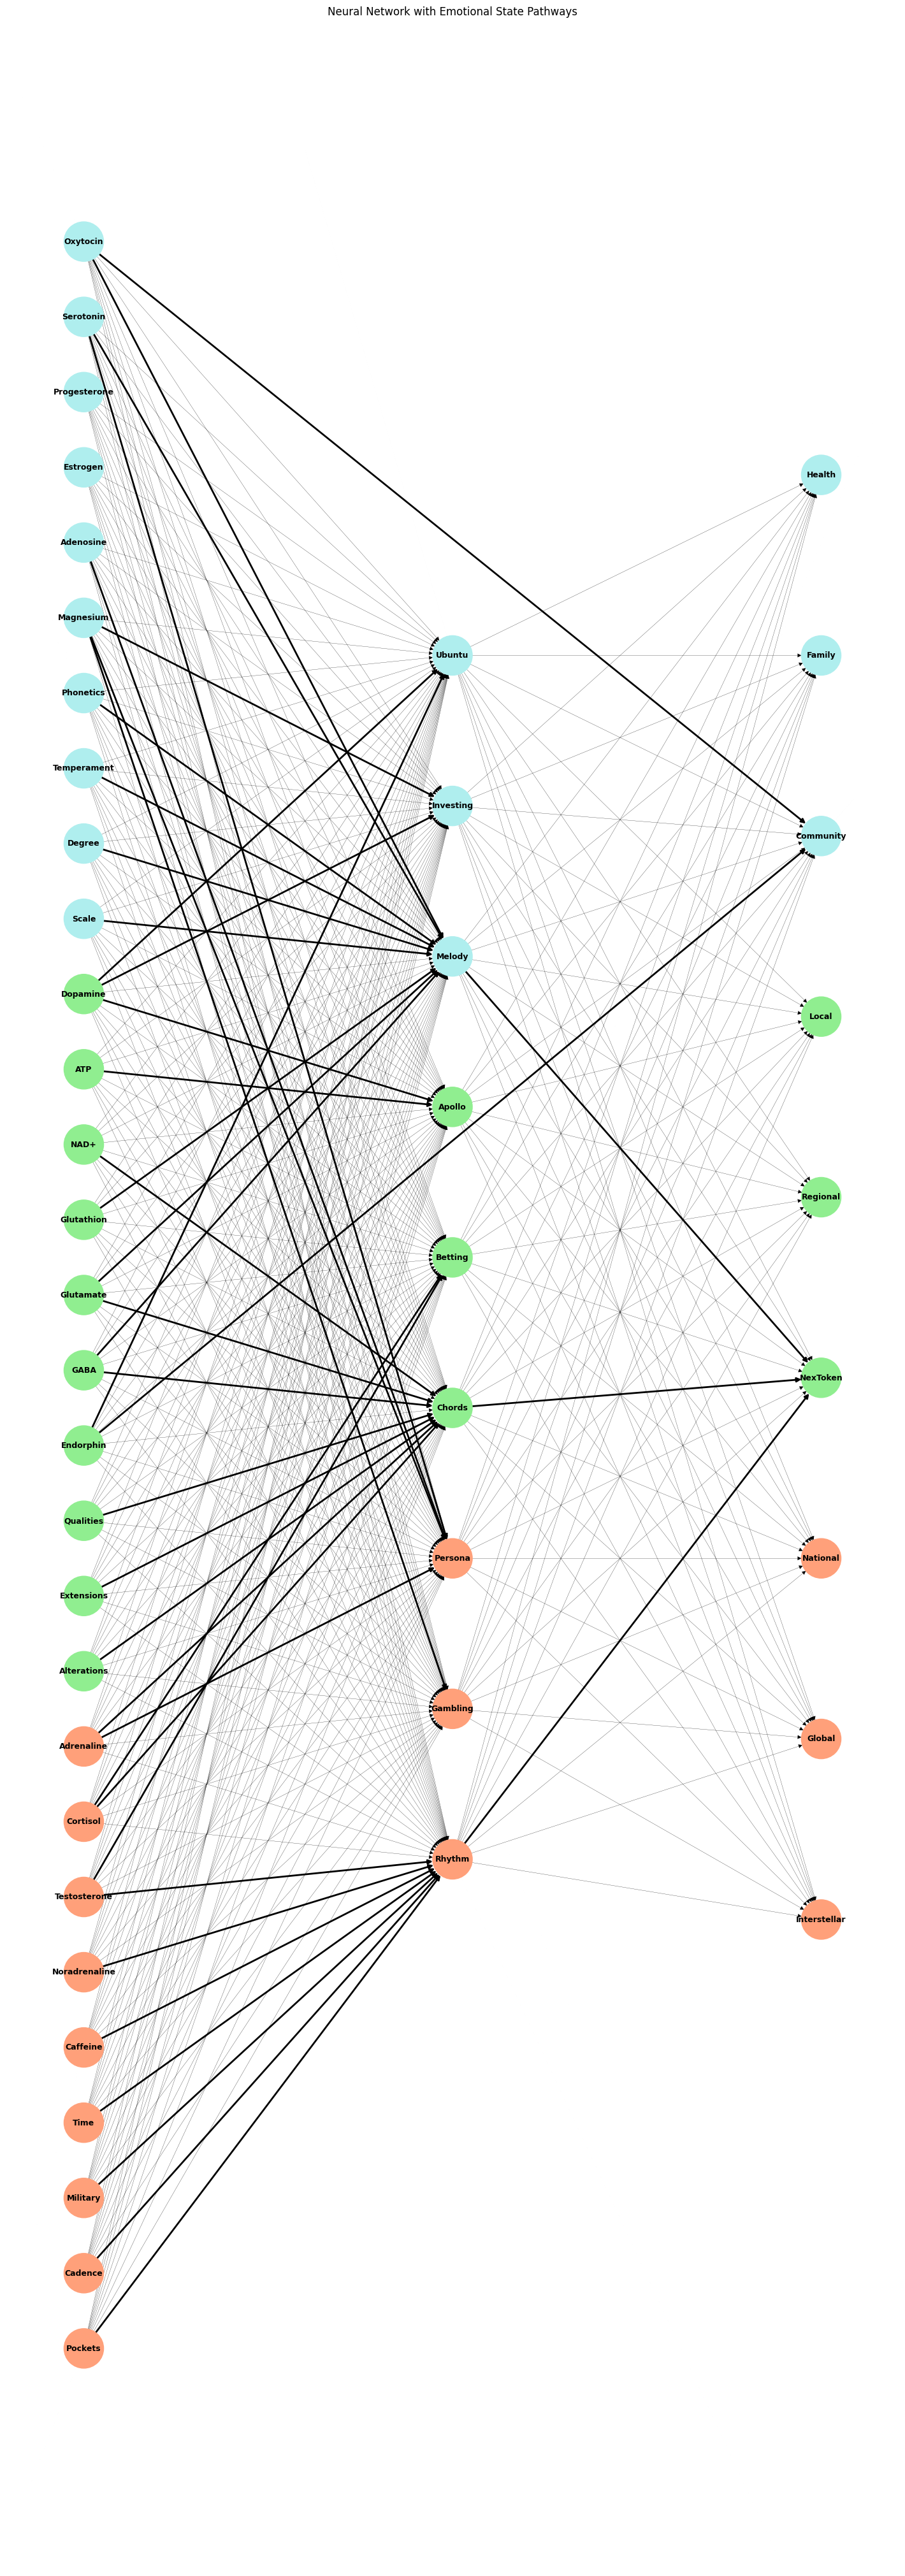 Neural Network with Emotional State Pathways
Oxytocin
Serotonin
Progesterone
Estrogen
Adenosine
Magnesium
Phonetics
Temperament
Degree
Scale
Dopamine
ATP
NAD+
Glutathion
Glutamate
GABA
Endorphin
Qualities
Extensions
Alterations
Adrenaline
Cortisol
Testosterone
Noradrenaline
Caffeine
Time
Military
Cadence
Pockets
Ubuntu
Investing
Melody
Apollo
Betting
Chords
Persona
Gambling
Rhythm
Health
Family
Community
Local
Regional
NexToken
National
Global
Interstellar